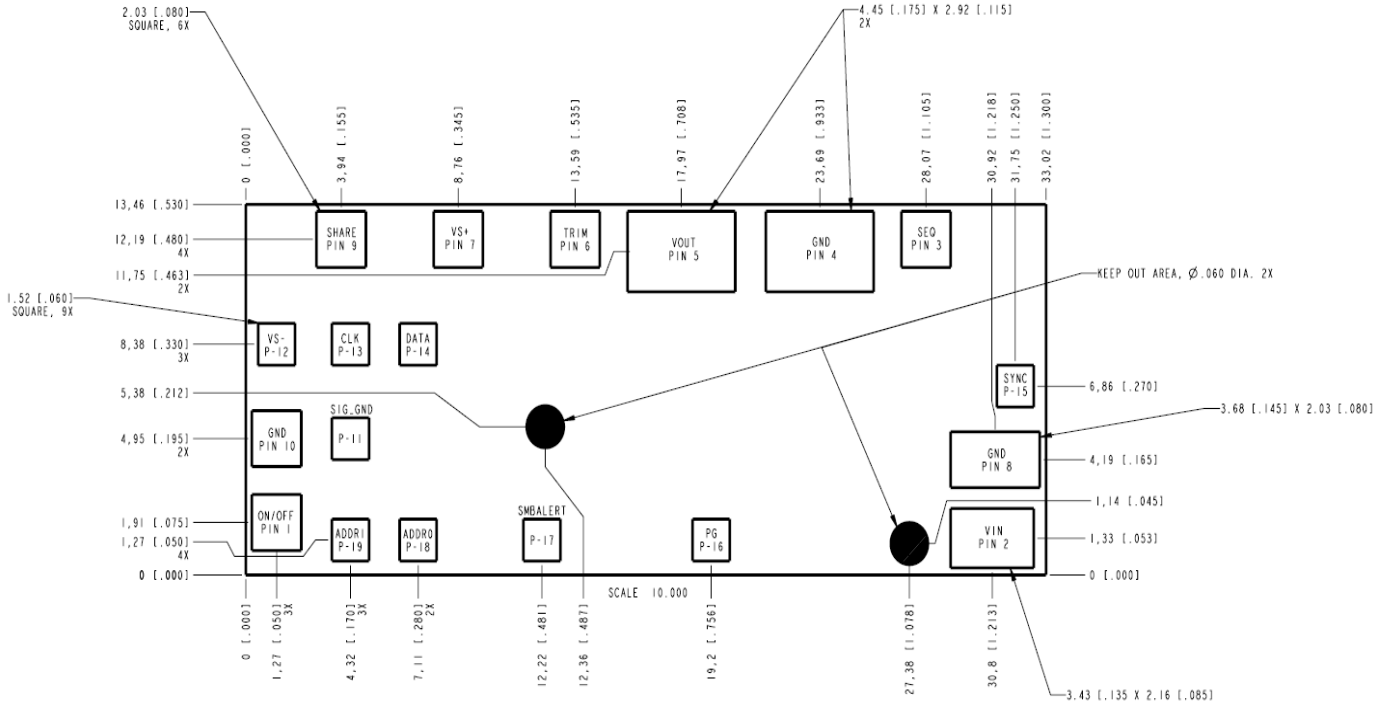 2.03 [.080]
SQUARE, 6X
4.45 [.175] X 2.92 [.115]
2X
0 [.000]
3,94 [.155]
8,76 [.345]
13,59 [.535]
17,97 [.708]
23,69 [.933]
28,07 [1.105]
30,92 [1.218]
31,75 [1.250]
33,02 [1.300]
13,46 [.530]
12,19 [.480]
4X
11,75 [.463]
2X
SHARE
PIN 9
VS+
PIN 7
TRIM
PIN 6
VOUT
PIN 5
GND
PIN 4
SEQ
PIN 3
KEEP OUT AREA, Ø.060 DIA. 2X
1.52 [.060]
SQUARE, 9X
8,38 [.330]
3X
VS-
P-12
CLK
P-13
DATA
P-14
5,38 [.212]
SYNC
P-15
6,86 [.270]
3.68 [.145] X 2.03 [.080]
4,95 [.195]
2X
GND
PIN 10
SIG_GND
P-11
GND
PIN 8
4,19 [.165]
1,14 [.045]
1,91 [.075]
1,27 [.050]
4X
ON/OFF
PIN 1
ADDR1
P-19
ADDR0
P-18
SMBALERT
P-17
PG
P-16
VIN
PIN 2
1,33 [.053]
0 [.000]
0 [.000]
SCALE 10.000
0 [.000]
1,27 [.050]
3X
4,32 [.170]
3X
7,11 [.280]
2X
12,22 [.481]
12,36 [.487]
19,2 [.756]
27,38 [1.078]
30,8 [1.213]
3.43 [.135 X 2.16 [.085]